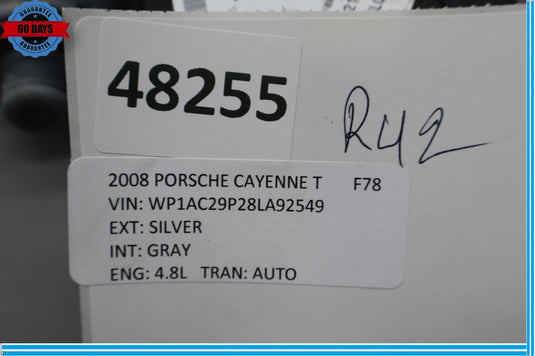 GUARANTEE
90 DAYS
GUARANTEE
48255
R42
2008 PORSCHE CAYENNE T F78
VIN: WP1AC29P28LA92549
EXT: SILVER
INT: GRAY
ENG: 4.8L TRAN: AUTO